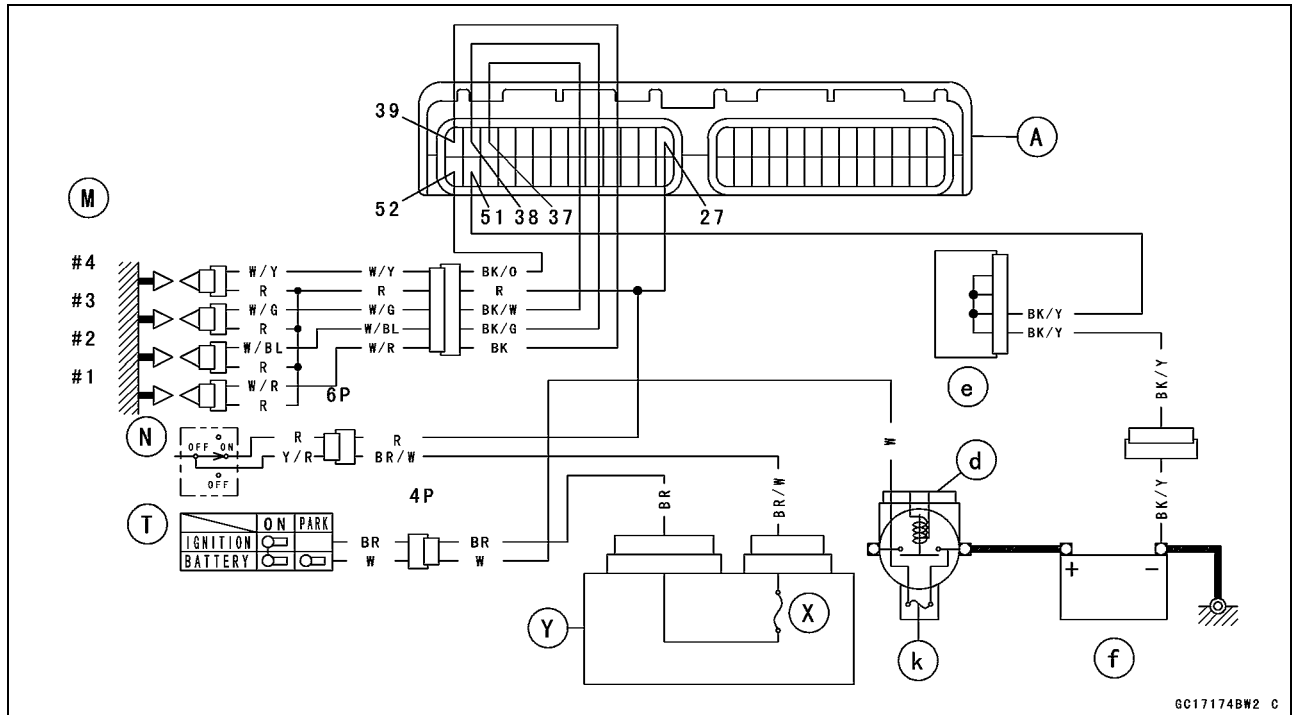 39
A
M
52
51 38 37
27
#4
W/Y
W/Y
BK/O
R
R
R
#3
W/G
W/G
BK/W
R
W/BL
BK/G
BK/Y
#2
W/BL
W/R
BK
BK/Y
R
#1
W/R
6P
R
e
BK/Y
N
OFF ON
R
R
W
Y/R
BR/W
OFF
d
4P
BR
BR/W
BK/Y
T
ON PARK
IGNITION
BR
BR
BATTERY
W
W
+ -
X
Y
k
f
GC17174BW2 C